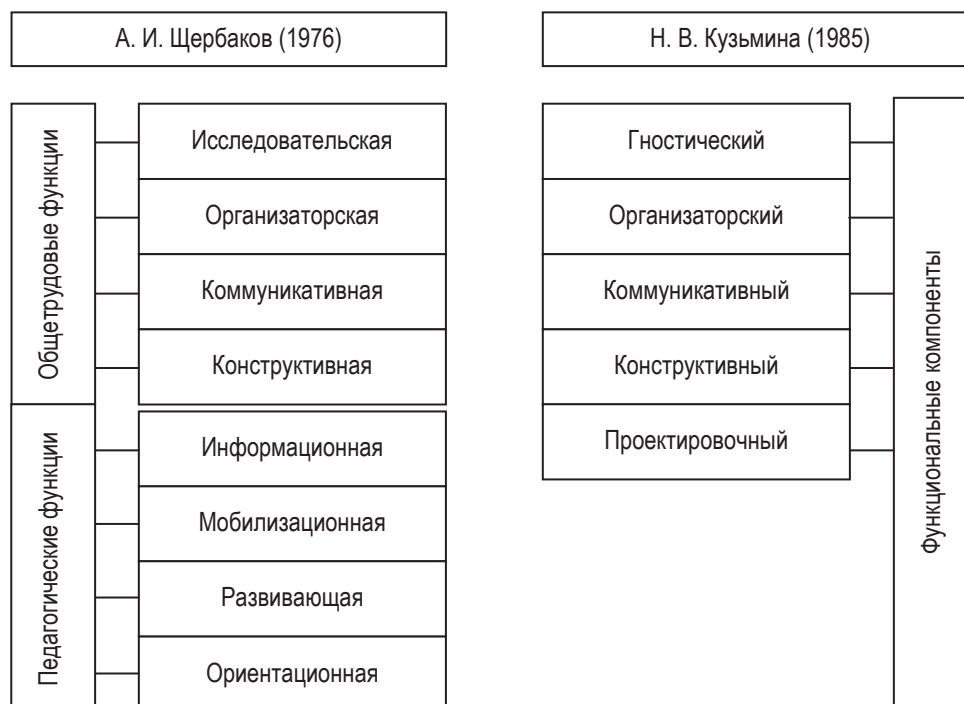 А. И. Щербаков (1976)
Общетрудовые функции
Исследовательская
Организаторская
Коммуникативная
Конструктивная
Педагогические функции
Информационная
Мобилизационная
Развивающая
Ориентационная
Н. В. Кузьмина (1985)
Гностический
Организаторский
Коммуникативный
Конструктивный
Проектировочный
Функциональные компоненты